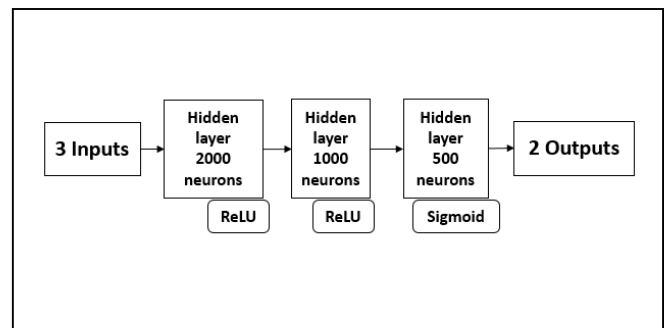 3 Inputs
Hidden
layer
2000
neurons
ReLU
Hidden
layer
1000
neurons
ReLU
Hidden
layer
500
neurons
Sigmoid
2 Outputs